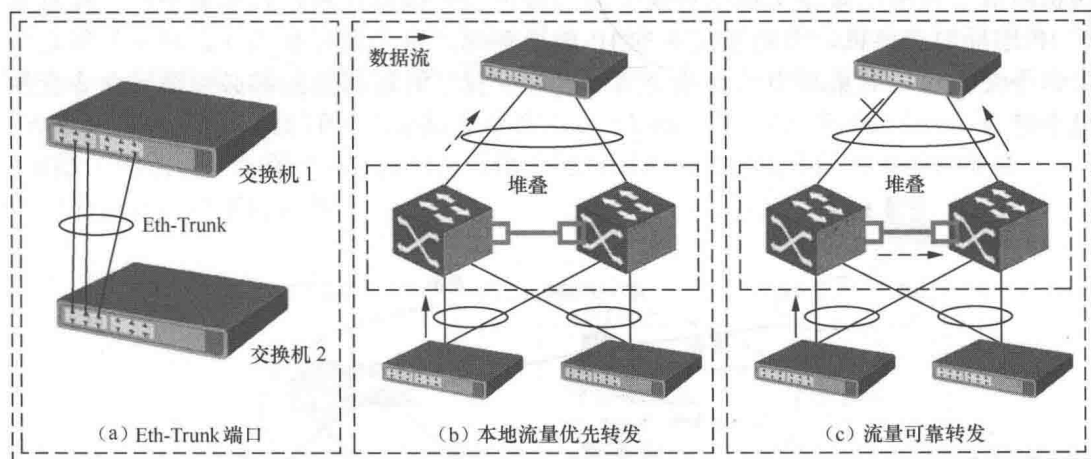 数据流
交换机 1
Eth-Trunk
交换机 2
(a) Eth-Trunk 端口
堆叠
(b) 本地流量优先转发
堆叠
(c) 流量可靠转发